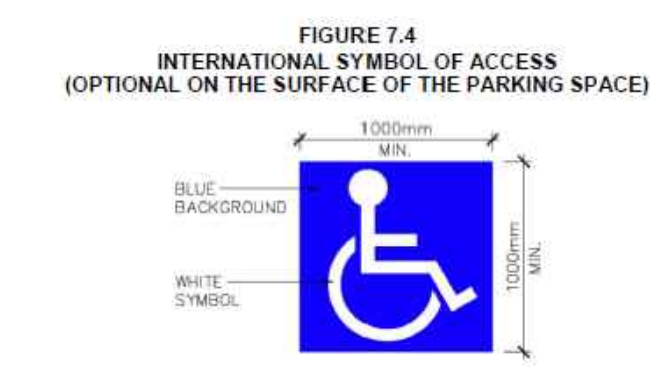 FIGURE 7.4
INTERNATIONAL SYMBOL OF ACCESS
(OPTIONAL ON THE SURFACE OF THE PARKING SPACE)
1000mm
MIN.
BLUE
BACKGROUND
WHITE
SYMBOL
1000mm
MIN.